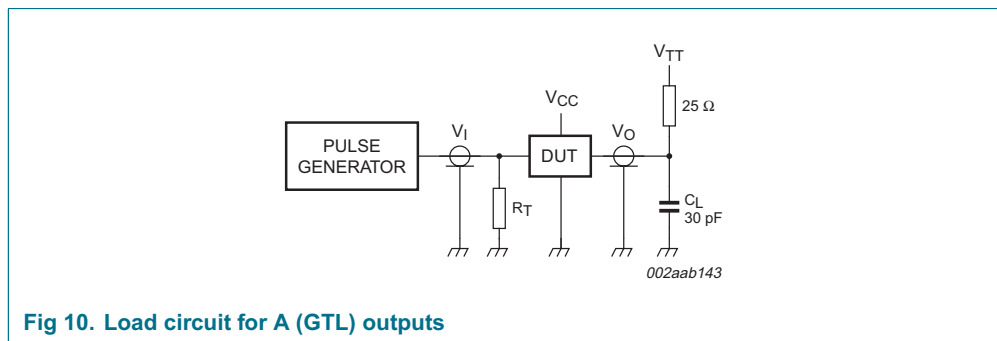 VTT
25 Ω
VCC
VI
VO
PULSE
GENERATOR
DUT
RT
CL
30 pF
002aab143
Fig 10. Load circuit for A (GTL) outputs